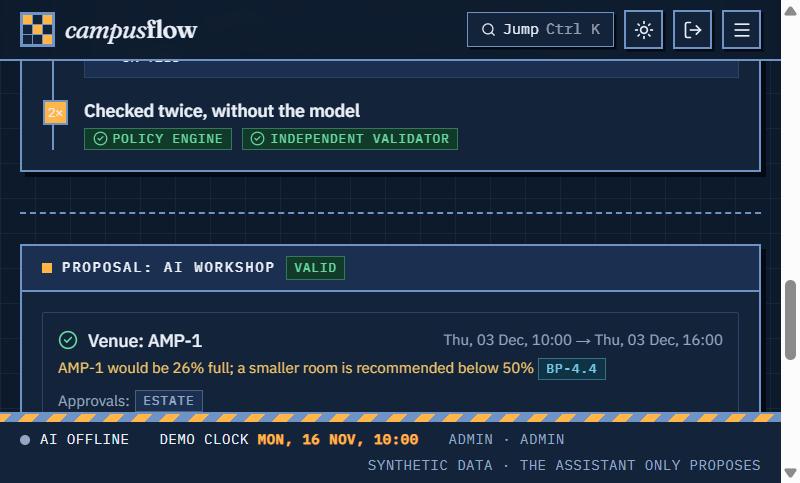 campusflow
Jump Ctrl K
2×
Checked twice, without the model
POLICY ENGINE INDEPENDENT VALIDATOR
PROPOSAL: AI WORKSHOP VALID
Venue: AMP-1 Thu, 03 Dec, 10:00 → Thu, 03 Dec, 16:00
AMP-1 would be 26% full; a smaller room is recommended below 50% BP-4.4
Approvals: ESTATE
AI OFFLINE DEMO CLOCK MON, 16 NOV, 10:00 ADMIN · ADMIN
SYNTHETIC DATA · THE ASSISTANT ONLY PROPOSES